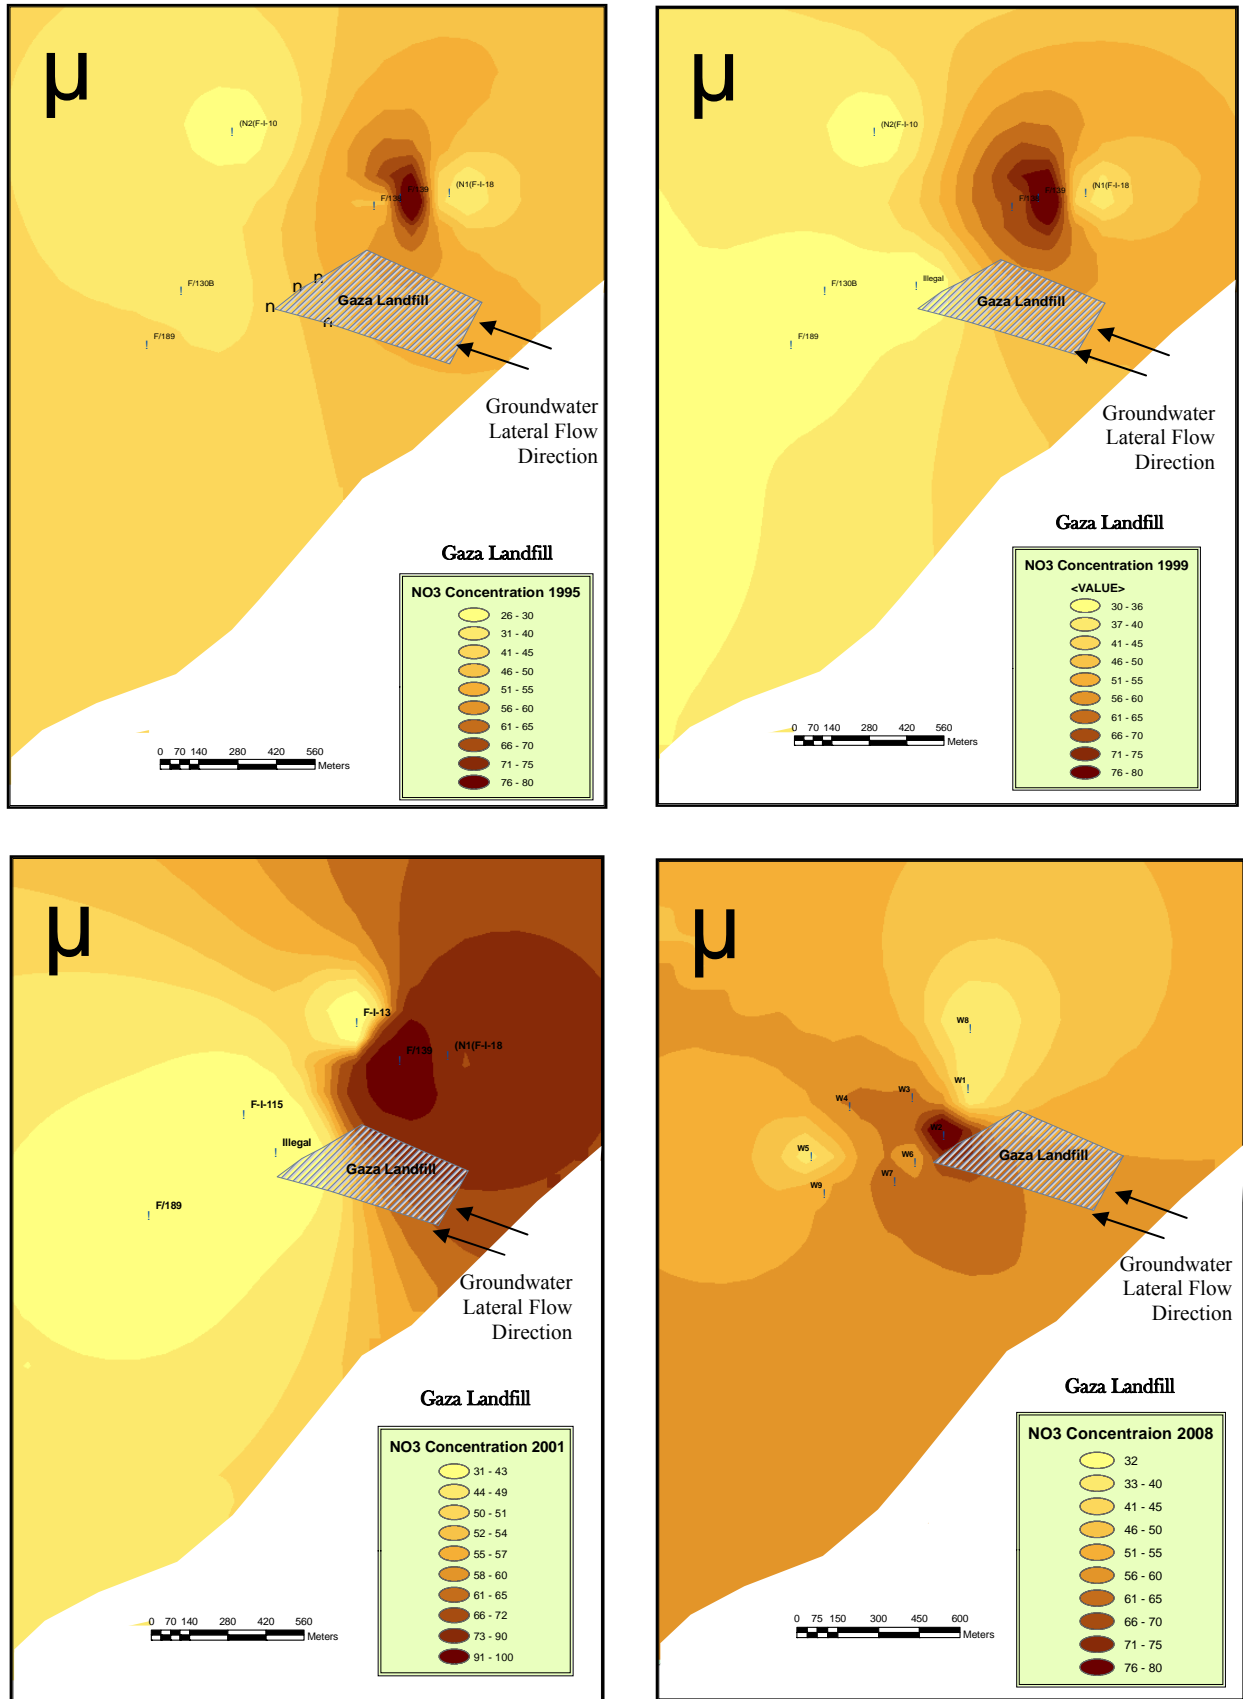 µ
(N2(F-I-10
F/139
F/139
(N1(F-I-18
F/130B
n
n
n
n
Gaza Landfill
F/189
Groundwater
Lateral Flow
Direction
Gaza Landfill
NO3 Concentration 1995
26 - 30
31 - 40
41 - 45
46 - 50
51 - 55
56 - 60
61 - 65
66 - 70
71 - 75
76 - 80
0 70 140 280 420 560
Meters
µ
(N2(F-I-10
F/139
(N1(F-I-18
F/130B
Illegal
Gaza Landfill
F/189
Groundwater
Lateral Flow
Direction
Gaza Landfill
NO3 Concentration 1999
<VALUE>
30 - 36
37 - 40
41 - 45
46 - 50
51 - 55
56 - 60
61 - 65
66 - 70
71 - 75
76 - 80
0 70 140 280 420 560
Meters
µ
F-I-13
F/139
(N1(F-I-18
F-I-115
Illegal
Gaza Landfill
F/189
Groundwater
Lateral Flow
Direction
Gaza Landfill
NO3 Concentration 2001
31 - 43
44 - 49
50 - 51
52 - 54
55 - 57
58 - 60
61 - 65
66 - 72
73 - 90
91 - 100
0 70 140 280 420 560
Meters
µ
W8
W1
W3
W4
W2
W5
W6
W7
W9
Gaza Landfill
Groundwater
Lateral Flow
Direction
Gaza Landfill
NO3 Concentraion 2008
32
33 - 40
41 - 45
46 - 50
51 - 55
56 - 60
61 - 65
66 - 70
71 - 75
76 - 80
0 75 150 300 450 600
Meters